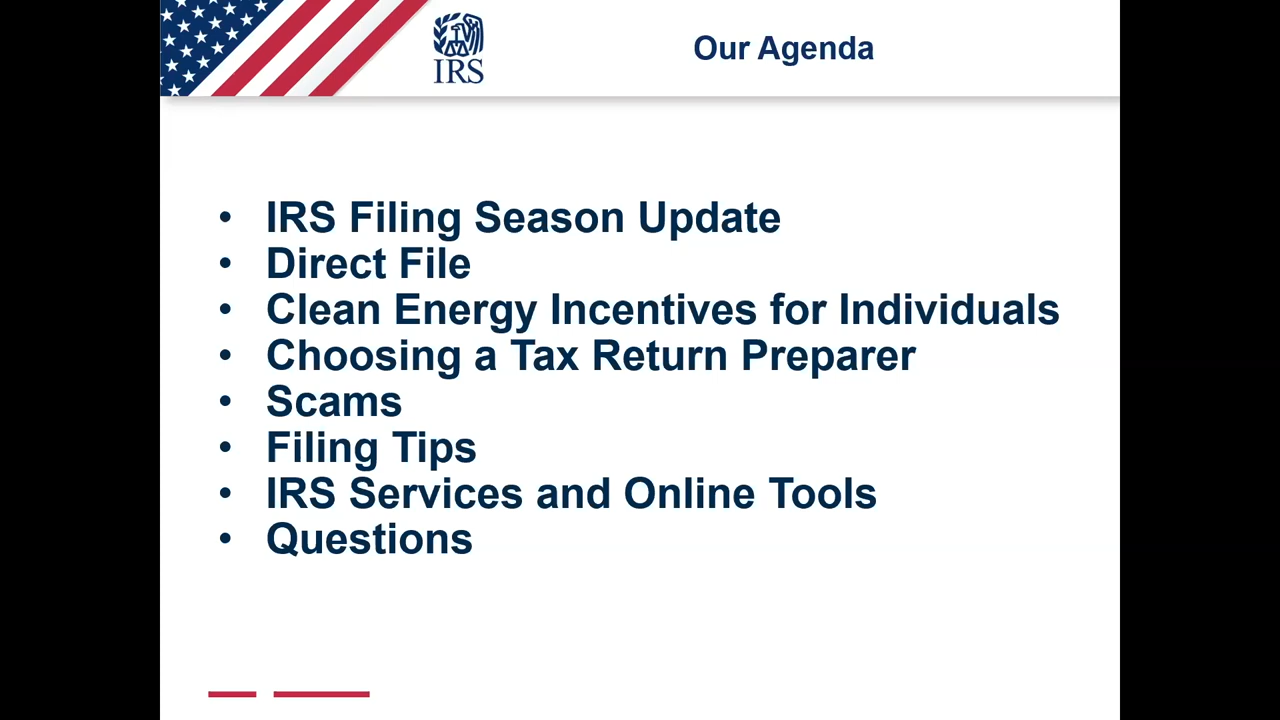 IRS
Our Agenda
• IRS Filing Season Update
• Direct File
• Clean Energy Incentives for Individuals
• Choosing a Tax Return Preparer
• Scams
• Filing Tips
• IRS Services and Online Tools
• Questions